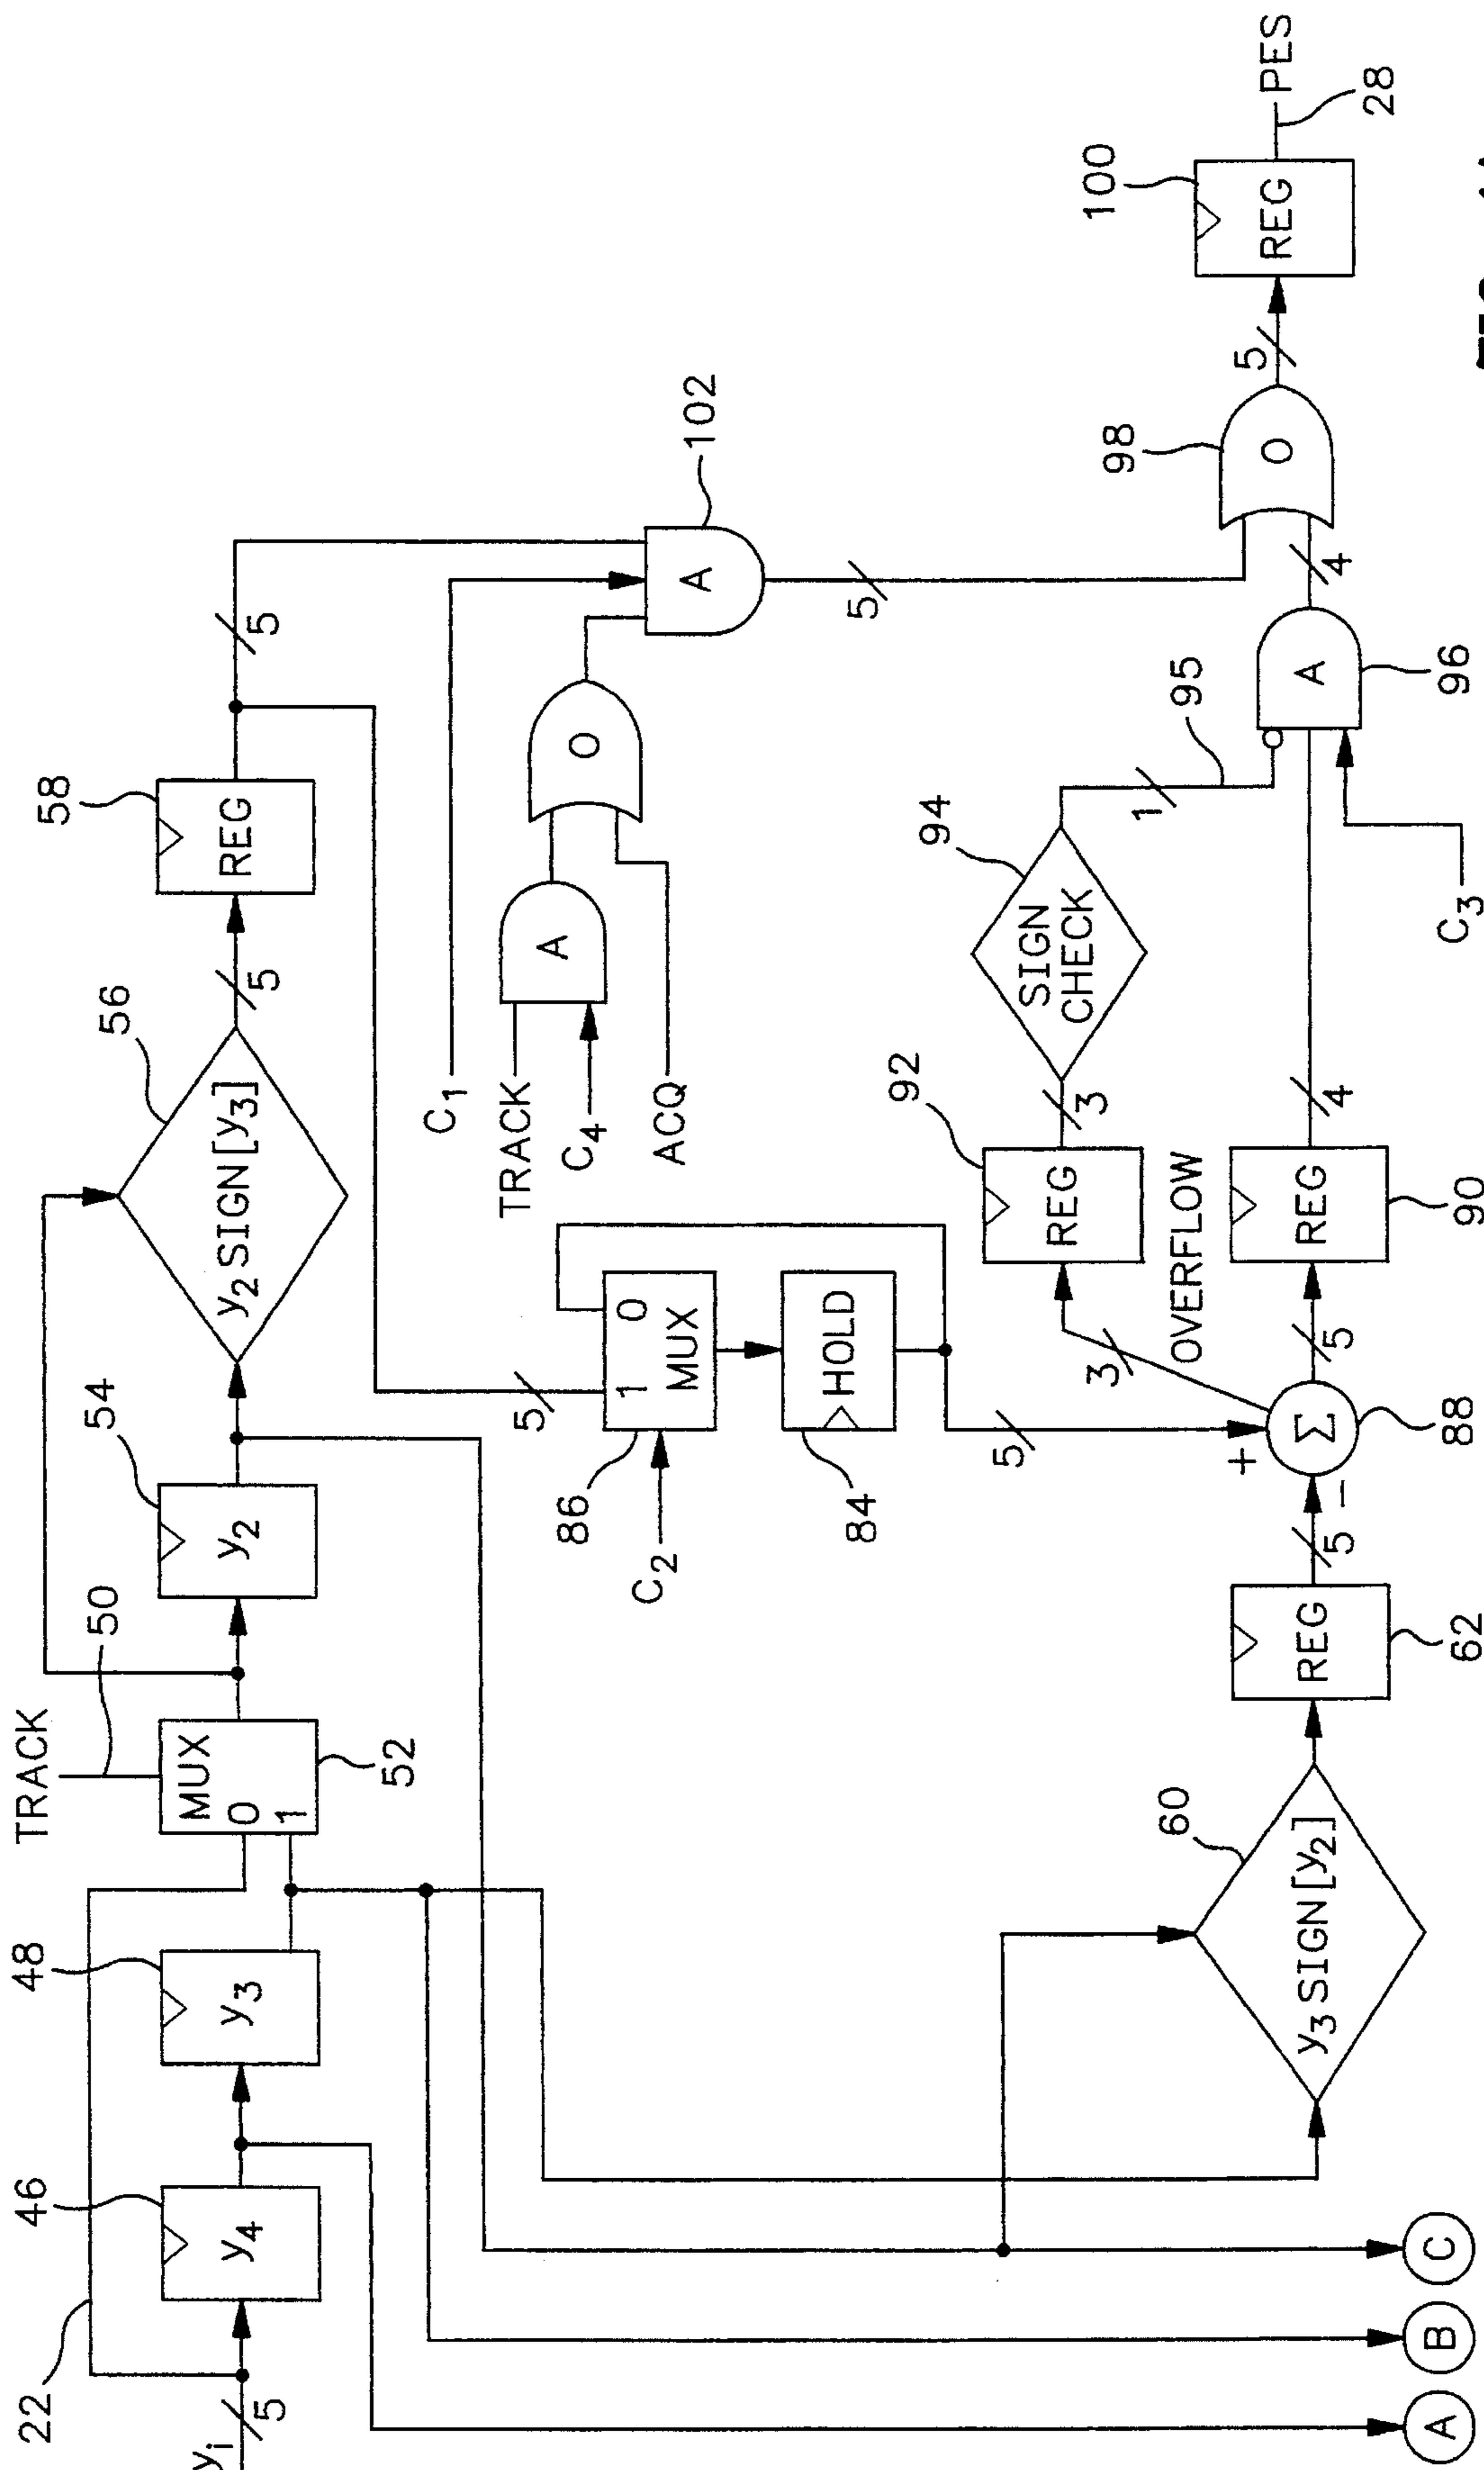 22
46
48
TRACK
50
54
56
58
yi
5
y4
y3
MUX
0
1
52
y2
y2 SIGN[y3]
5
REG
5
C1
TRACK
C4
ACQ
A
O
A
102
5
5
1 0
MUX
86
C2
HOLD
84
5
60
y3 SIGN[y2]
REG
62
5
+
−
Σ
88
3
OVERFLOW
5
92
REG
3
94
SIGN
CHECK
1
95
REG
90
4
A
96
C3
4
98
O
5
100
REG
PES
28
A
B
C